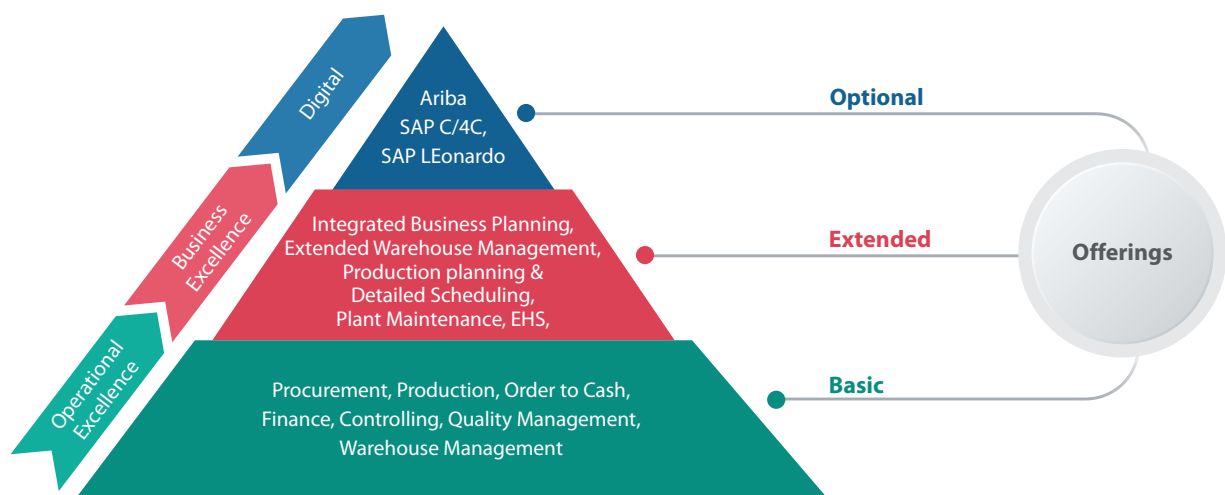 Digital
Ariba
SAP C/4C,
SAP LEonardo
Optional
Business
Excellence
Integrated Business Planning,
Extended Warehouse Management,
Production planning &
Detailed Scheduling,
Plant Maintenance, EHS,
Extended
Offerings
Operational
Excellence
Procurement, Production, Order to Cash,
Finance, Controlling, Quality Management,
Warehouse Management
Basic